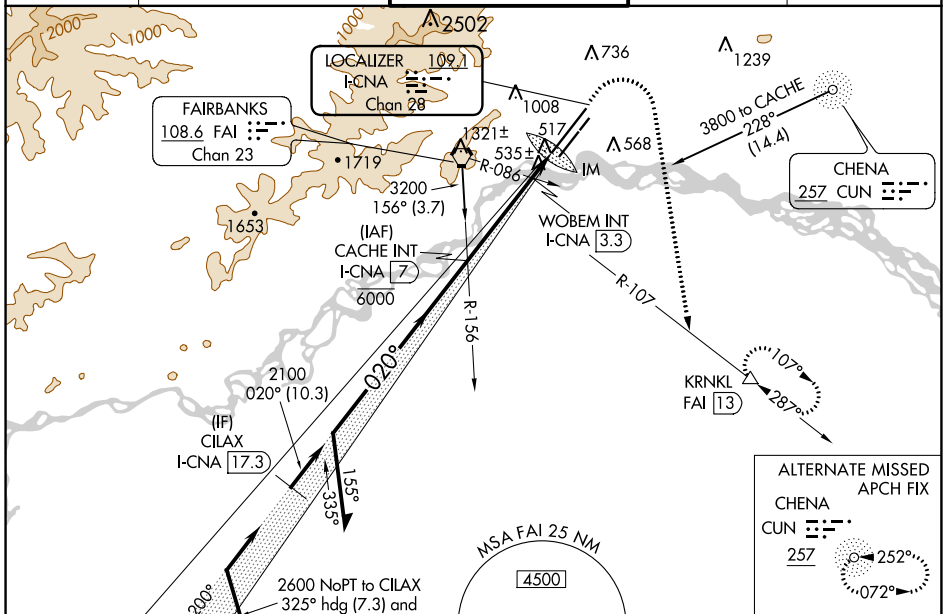 2000
1000
1000
2502
LOCALIZER 109.1
I-CNA
Chan 28
736
1239
1008
FAIRBANKS
108.6 FAI
Chan 23
1321±
517
535±
568
IM
R-086
3800 to CACHE
228°
(14.4)
CHENA
257 CUN
1719
1653
3200
156° (3.7)
(IAF)
CACHE INT
I-CNA 7
6000
WOBEM INT
I-CNA 3.3
R-107
R-156
020°
2100
020° (10.3)
(IF)
CILAX
I-CNA 17.3
KRNKL
FAI 13
107°
287°
155°
335°
200°
2600 NoPT to CILAX
325° hdg (7.3) and
MSA FAI 25 NM
4500
ALTERNATE MISSED
APCH FIX
CHENA
CUN
257
252°
072°